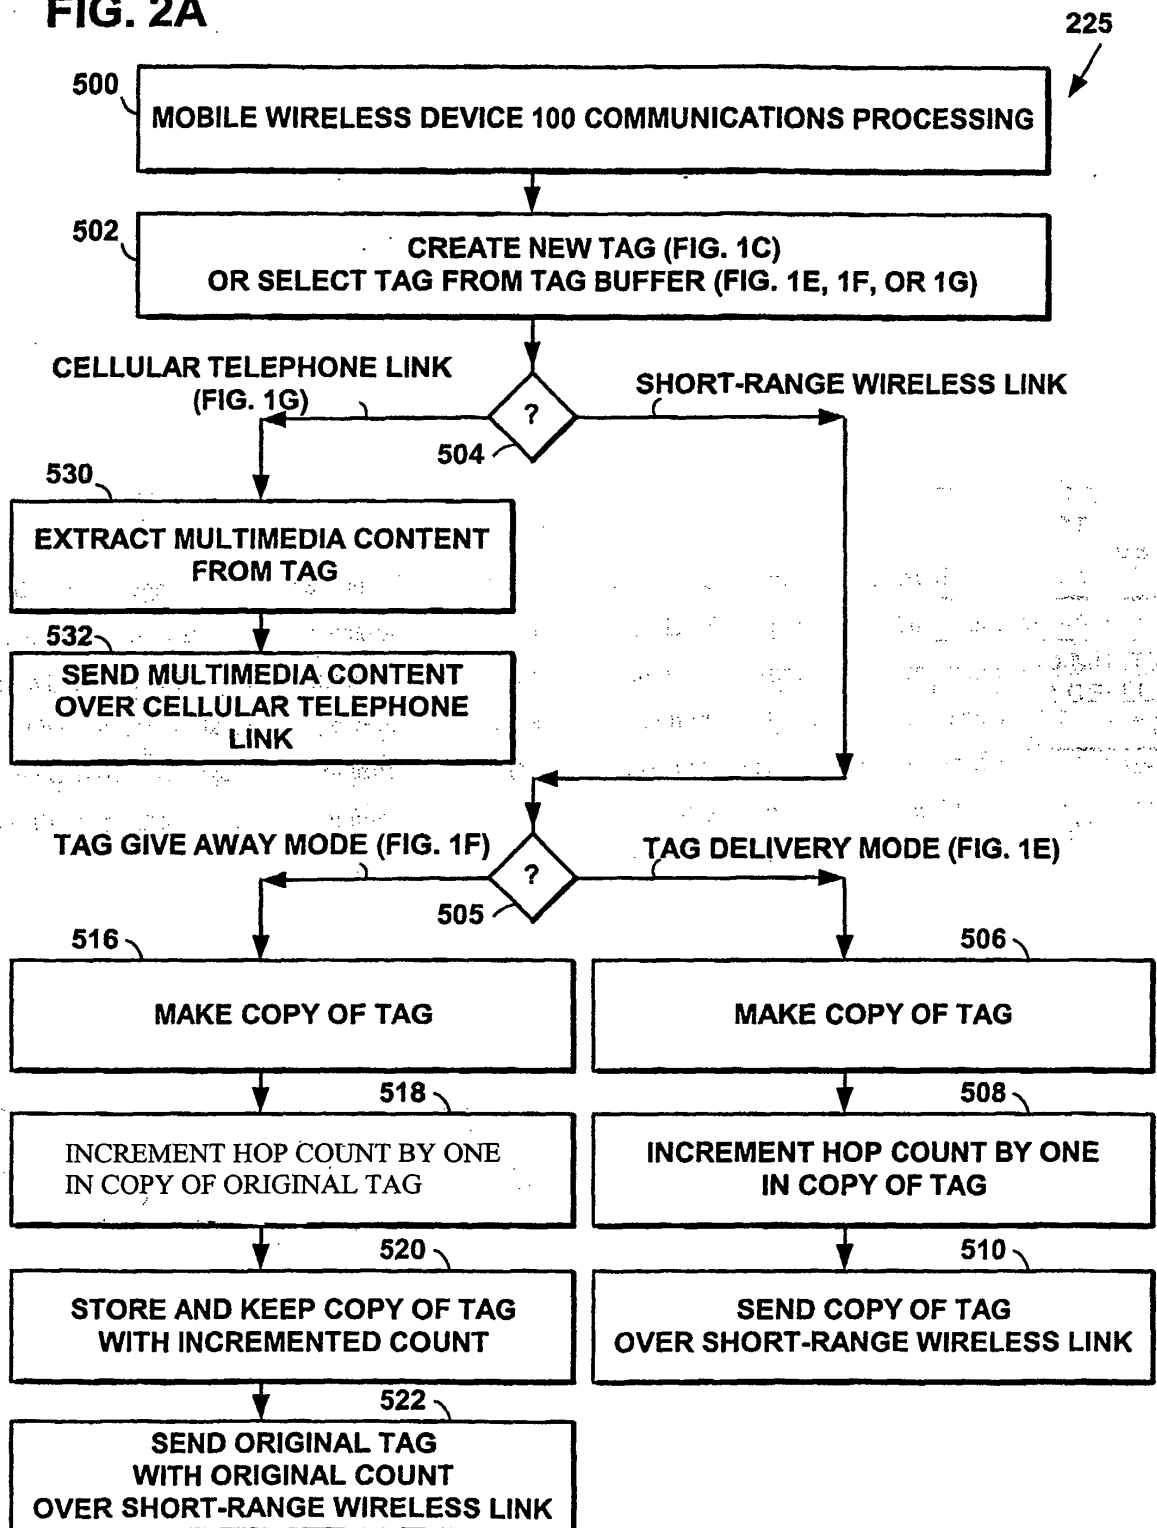 FIG. 2A
225
500
MOBILE WIRELESS DEVICE 100 COMMUNICATIONS PROCESSING
502
CREATE NEW TAG (FIG. 1C)
OR SELECT TAG FROM TAG BUFFER (FIG. 1E, 1F, OR 1G)
CELLULAR TELEPHONE LINK
(FIG. 1G)
SHORT-RANGE WIRELESS LINK
?
504
530
EXTRACT MULTIMEDIA CONTENT
FROM TAG
532
SEND MULTIMEDIA CONTENT
OVER CELLULAR TELEPHONE
LINK
TAG GIVE AWAY MODE (FIG. 1F)
TAG DELIVERY MODE (FIG. 1E)
?
505
516
MAKE COPY OF TAG
506
MAKE COPY OF TAG
518
INCREMENT HOP COUNT BY ONE
IN COPY OF ORIGINAL TAG
508
INCREMENT HOP COUNT BY ONE
IN COPY OF TAG
520
STORE AND KEEP COPY OF TAG
WITH INCREMENTED COUNT
510
SEND COPY OF TAG
OVER SHORT-RANGE WIRELESS LINK
522
SEND ORIGINAL TAG
WITH ORIGINAL COUNT
OVER SHORT-RANGE WIRELESS LINK